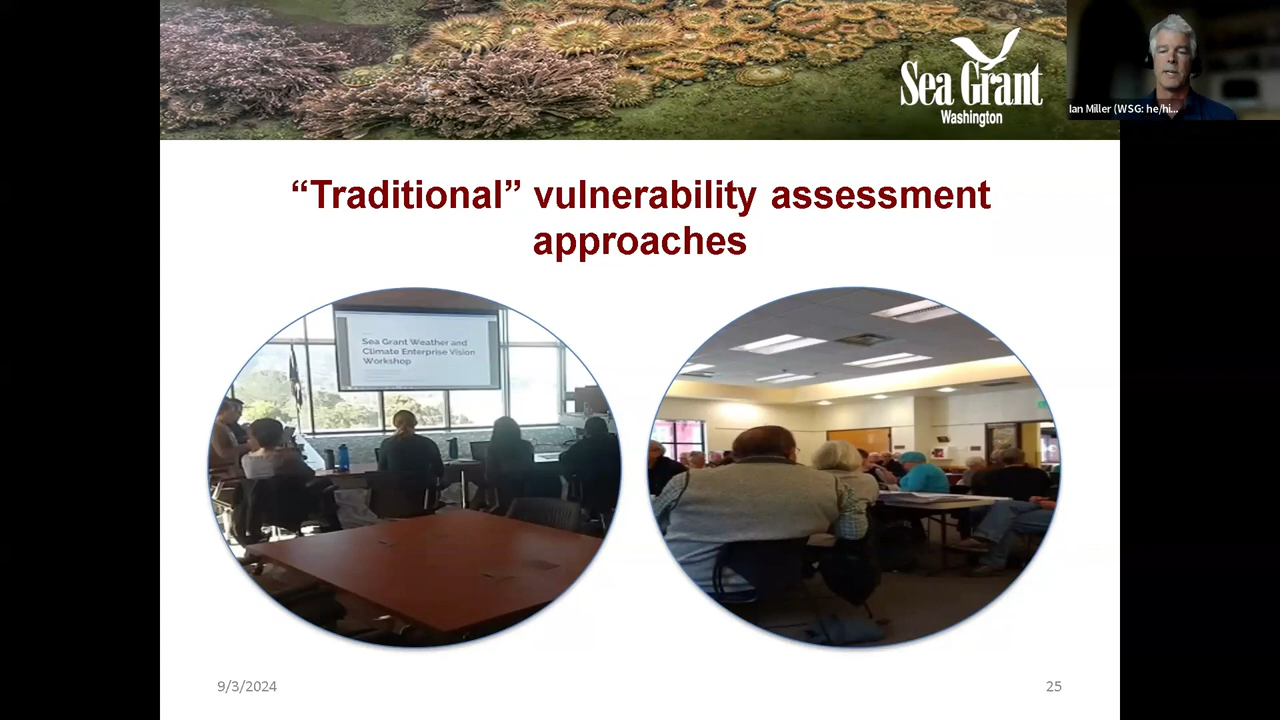 Sea Grant
Washington
Ian Miller (WSG: he/hi...
“Traditional” vulnerability assessment
approaches
Sea Grant Weather and
Climate Enterprise Vision
Workshop
9/3/2024
25